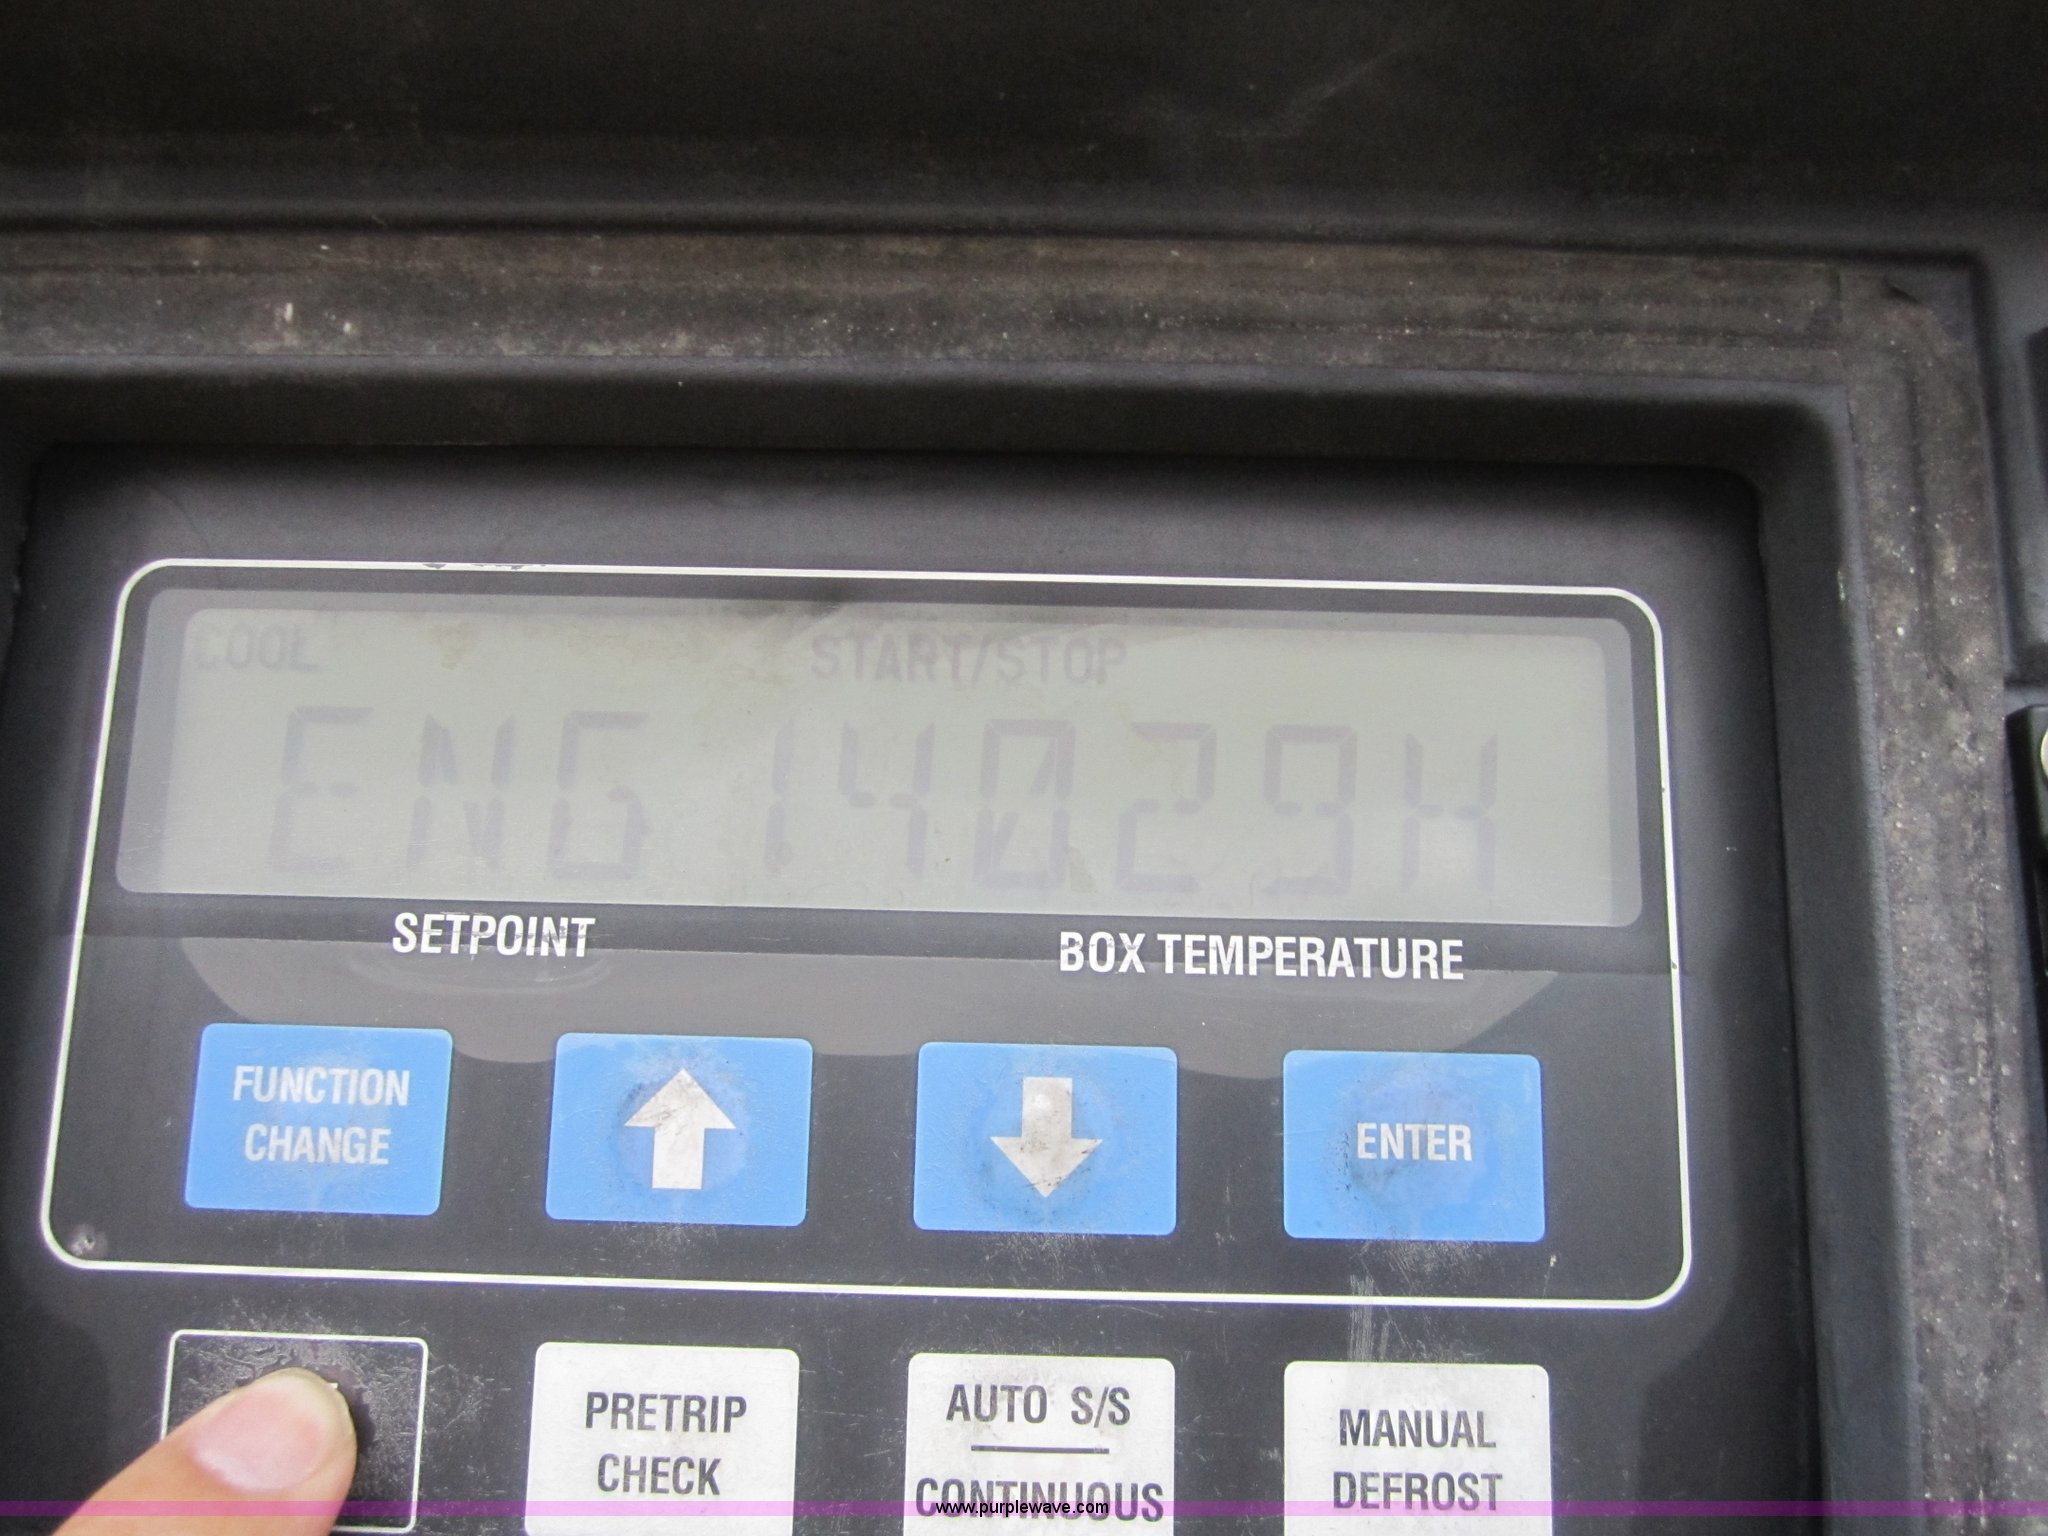 COOL START/STOP
ENG 14029H
SETPOINT BOX TEMPERATURE
FUNCTION
CHANGE
ENTER
PRETRIP
CHECK
AUTO S/S
CONTINUOUS
MANUAL
DEFROST
www.purplewave.com